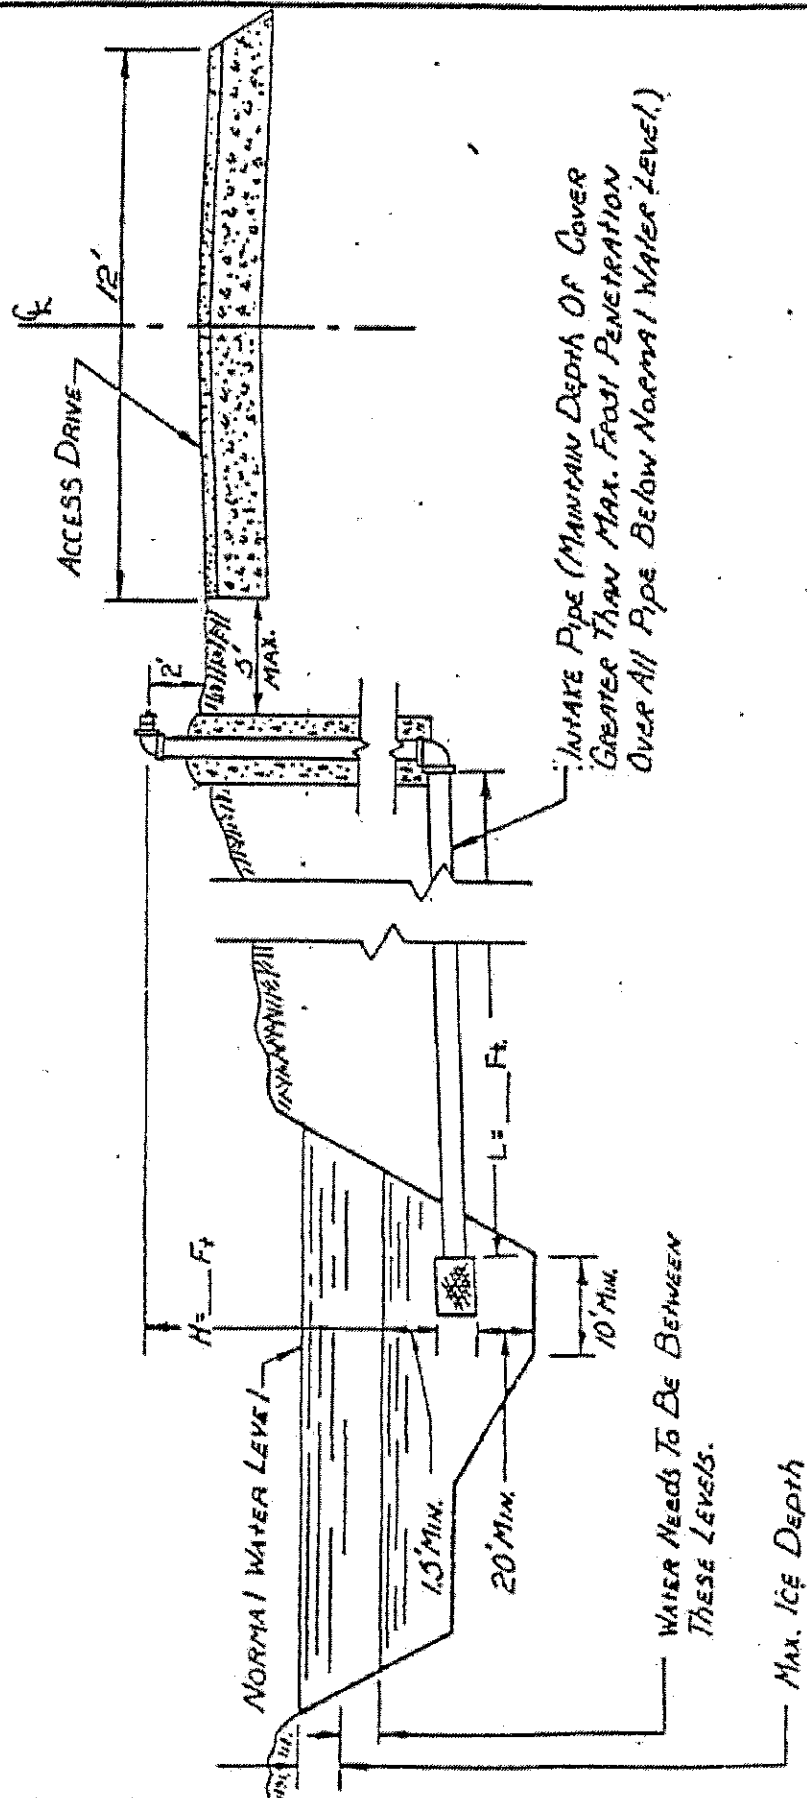 ℄
12'
ACCESS DRIVE
2'
5'
MAX.
INTAKE PIPE (MAINTAIN DEPTH OF COVER
GREATER THAN MAX. FROST PENETRATION
OVER All PIPE BELOW NORMAL WATER LEVEL)
H=___Ft
NORMAL WATER LEVEL
L=___Ft.
1.5' MIN.
20' MIN.
10' MIN.
WATER NEEDS TO BE BETWEEN
THESE LEVELS.
MAX. ICE DEPTH